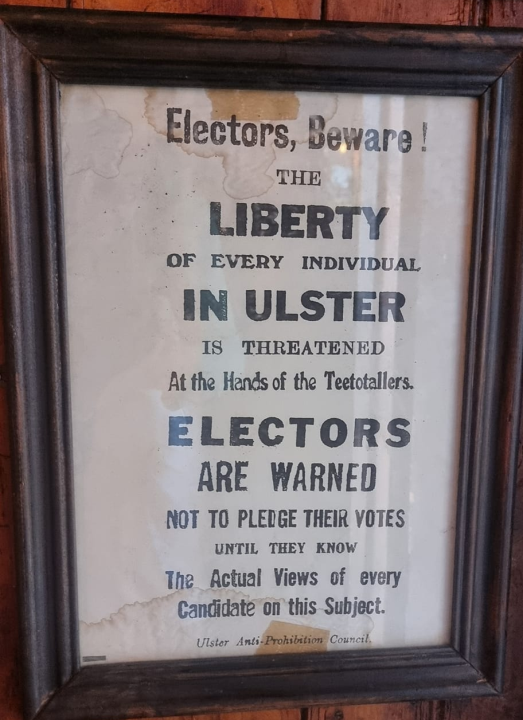 Electors, Beware!
THE
LIBERTY
OF EVERY INDIVIDUAL
IN ULSTER
IS THREATENED
At the Hands of the Teetotallers.
ELECTORS
ARE WARNED
NOT TO PLEDGE THEIR VOTES
UNTIL THEY KNOW
The Actual Views of every
Candidate on this Subject.
Ulster Anti-Prohibition Council.